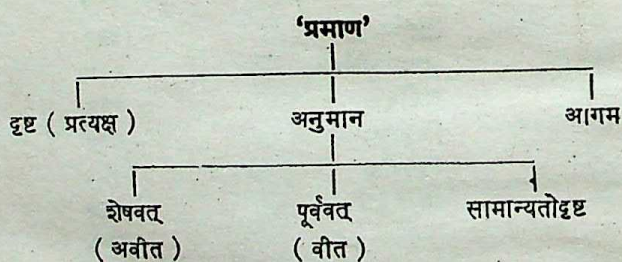 ‘प्रमाण’
दृष्ट ( प्रत्यक्ष ) अनुमान आगम
शेषवत् पूर्ववत् सामान्यतोदृष्ट
( अवीत ) ( वीत )